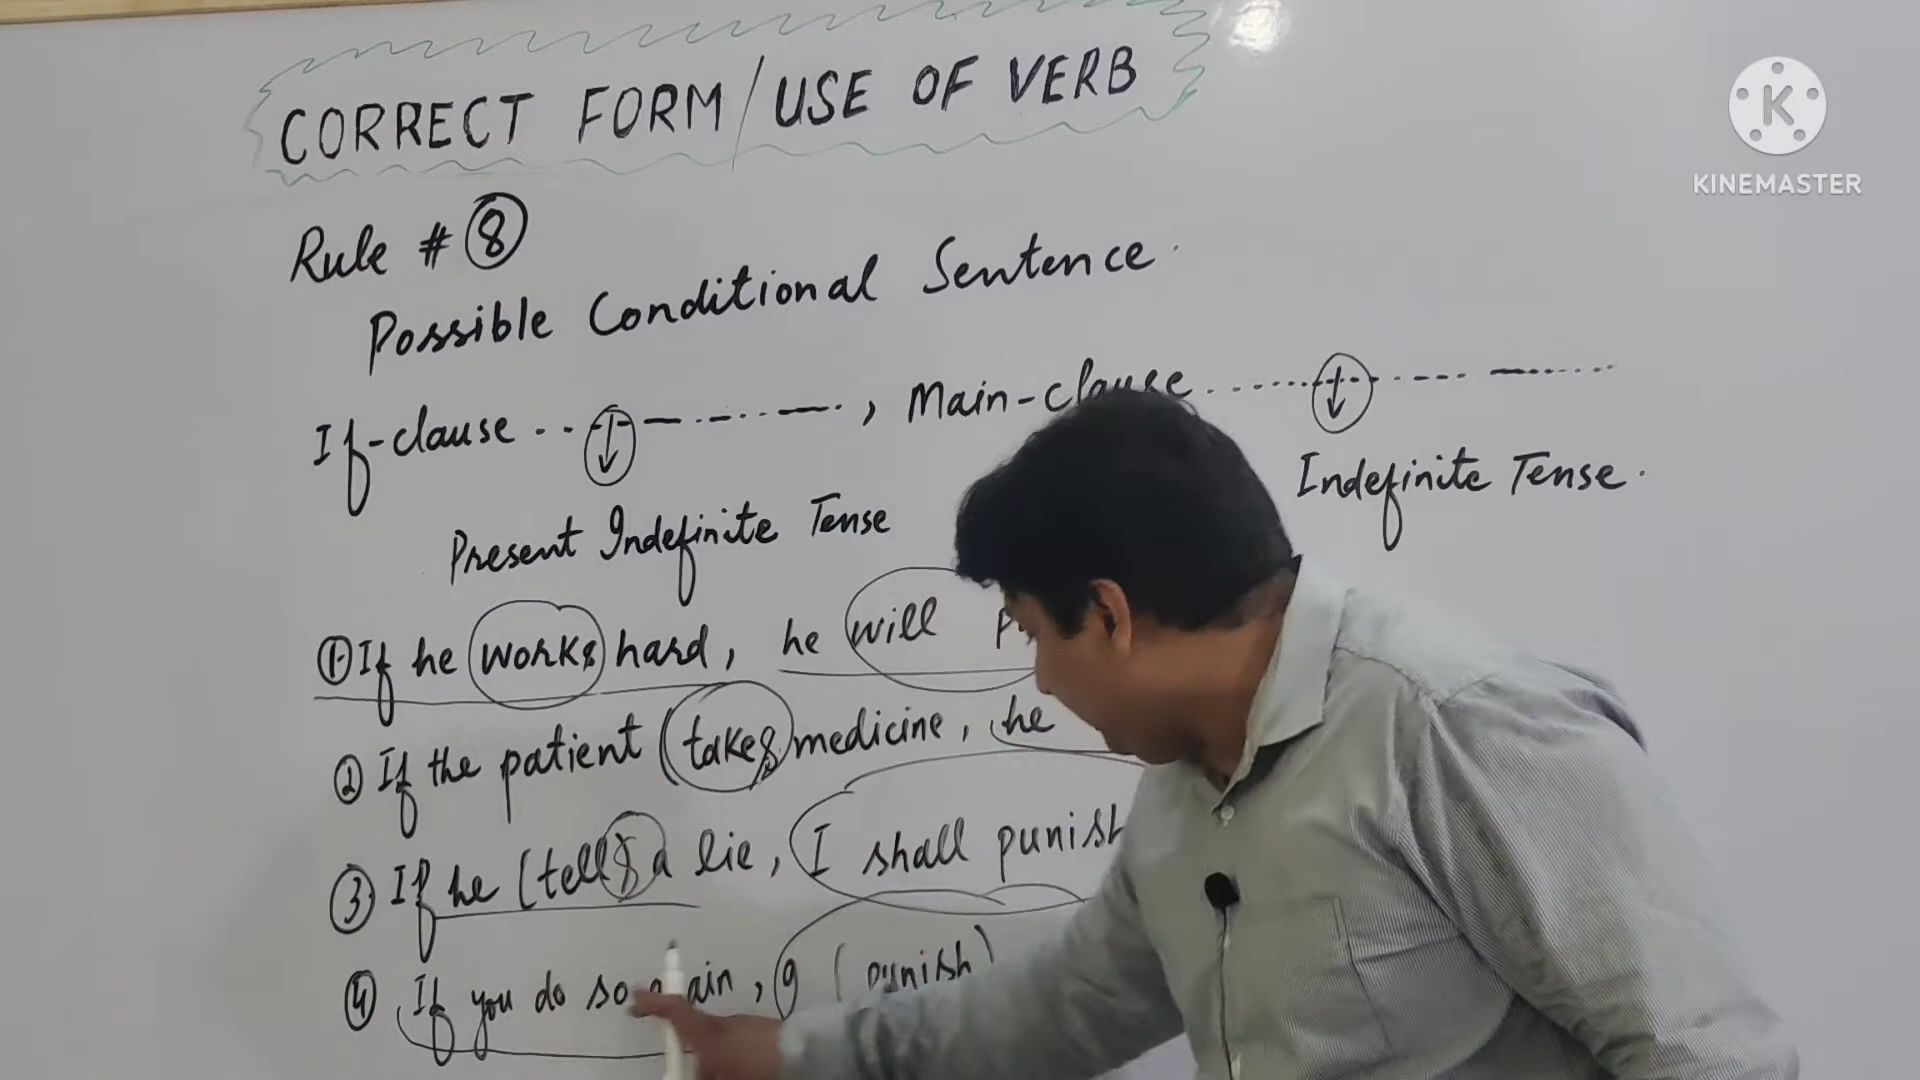 CORRECT FORM/USE OF VERB
KINEMASTER
Rule # 8
Possible Conditional Sentence.
If-clause ............, Main-clause............
Present Indefinite Tense Indefinite Tense.
1. If he works hard, he will
2 If the patient (takes) medicine, he
3 If he (tells a lie, I shall punish
4 If you do so, I (punish)